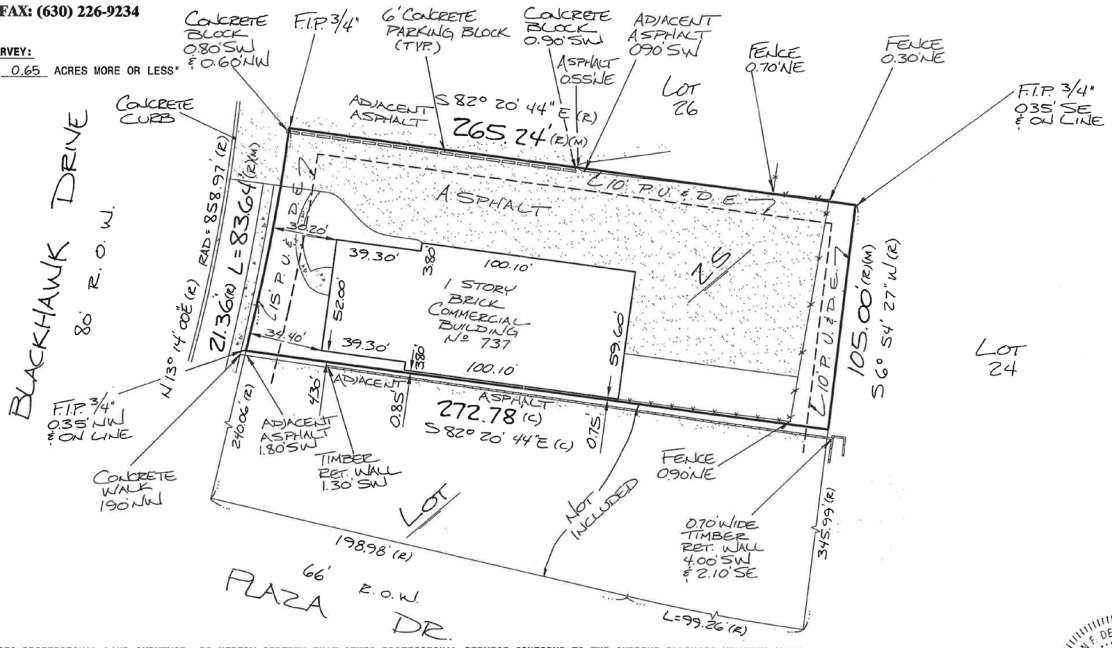 FAX: (630) 226-9234
RVEY:
0.65 ACRES MORE OR LESS"
CONCRETE
BLOCK
0.80'SW
& 0.60'NW
F.I.P. 3/4"
6' CONCRETE
PARKING BLOCK
(TYP.)
CONCRETE
BLOCK
0.90'SW
ASPHALT
0.55'NE
ADJACENT
ASPHALT
0.90'SW
LOT
26
FENCE
0.70'NE
FENCE
0.30'NE
F.I.P. 3/4"
0.35' SE
& ON LINE
CONCRETE
CURB
ADJACENT
ASPHALT
S 82° 20' 44" E (R)
265.24' (R)(M)
BLACKHAWK DRIVE
80' R.O.W.
N 13° 14' 00" E (R)
RAD= 858.97' (R)
21.36' (R)
L= 83.64' (R)(M)
15' P.U. & D.E.
10' P.U. & D.E.
ASPHALT
25
30.20'
39.30'
3.80'
100.10'
52.00'
1 STORY
BRICK
COMMERCIAL
BUILDING
No 737
59.60'
39.40'
39.30'
3.80'
100.10'
10' P.U. & D.E.
105.00' (R)(M)
S 6° 54' 27" W (R)
LOT
24
F.I.P. 3/4"
0.35' NW
& ON LINE
240.06' (R)
ADJACENT
ASPHALT
1.80'SW
4.30'
ADJACENT
ASPHALT
0.85'
272.78' (C)
S 82° 20' 44" E (C)
0.75'
TIMBER
RET. WALL
1.30' SW
CONCRETE
WALK
1.90'NW
FENCE
0.90'NE
LOT
NOT
INCLUDED
0.70' WIDE
TIMBER
RET. WALL
4.00'SW
& 2.10'SE
345.99' (R)
198.98' (R)
66' R.O.W.
PLAZA DR.
L=99.26' (R)
N F. DE